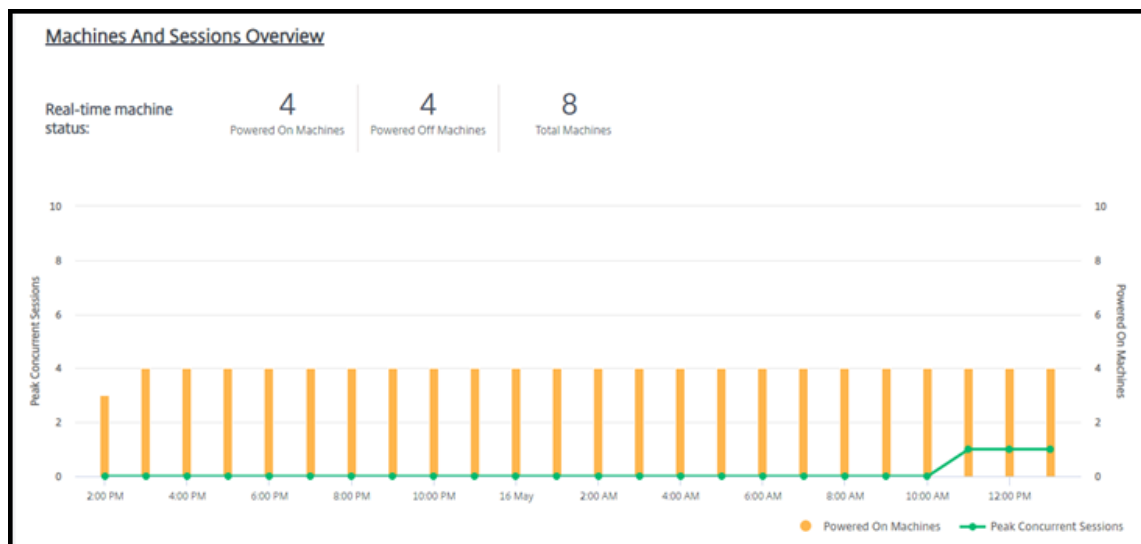 Machines And Sessions Overview
Real-time machine
status:
4
Powered On Machines
4
Powered Off Machines
8
Total Machines
Peak Concurrent Sessions
10
8
6
4
2
0
10
8
6
4
2
0
Powered On Machines
2:00 PM 4:00 PM 6:00 PM 8:00 PM 10:00 PM 16 May 2:00 AM 4:00 AM 6:00 AM 8:00 AM 10:00 AM 12:00 PM
Powered On Machines Peak Concurrent Sessions